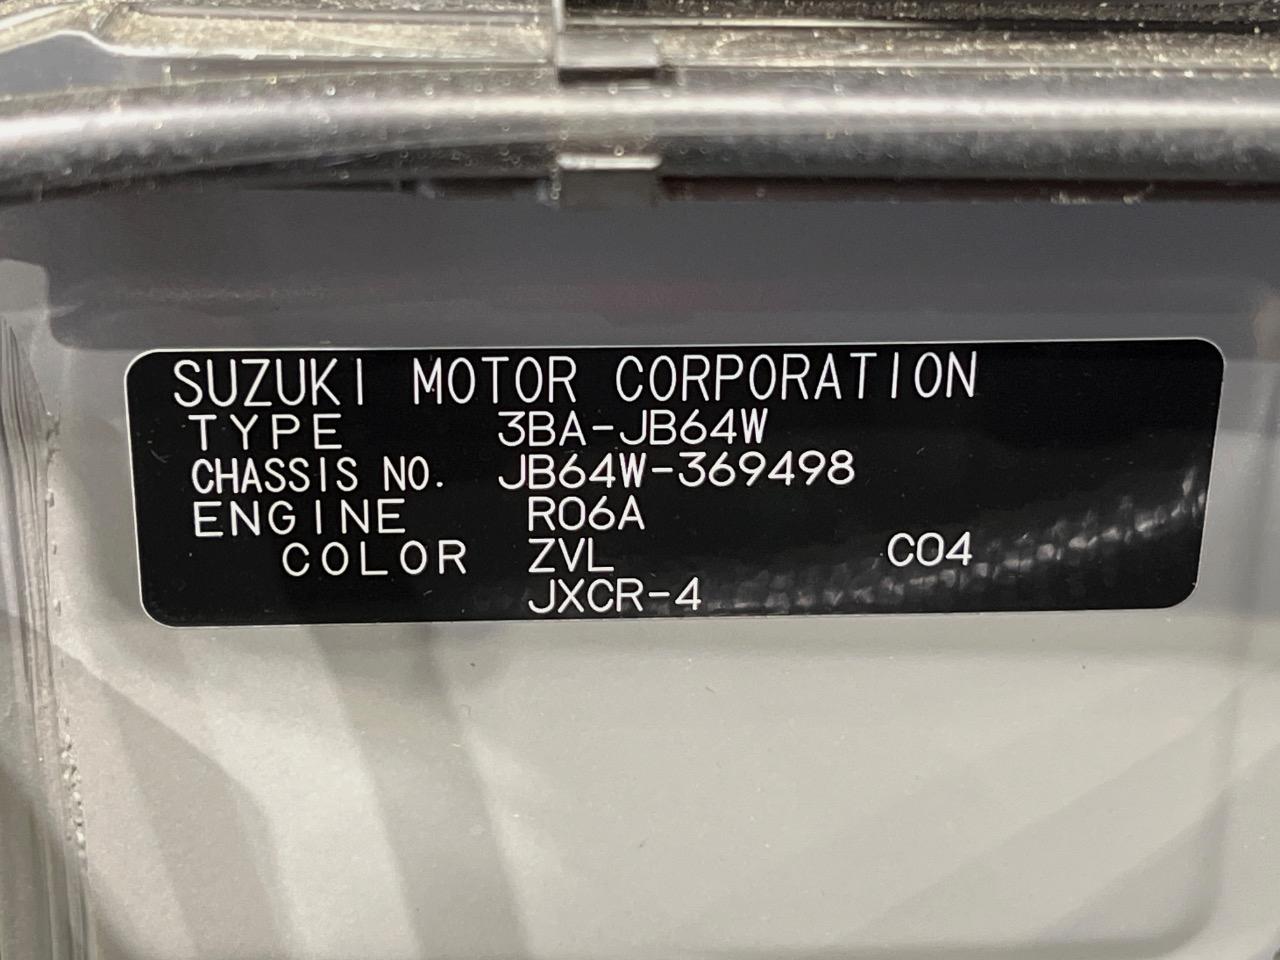 SUZUKI MOTOR CORPORATION
TYPE 3BA-JB64W
CHASSIS NO. JB64W-369498
ENGINE R06A
COLOR ZVL C04
JXCR-4